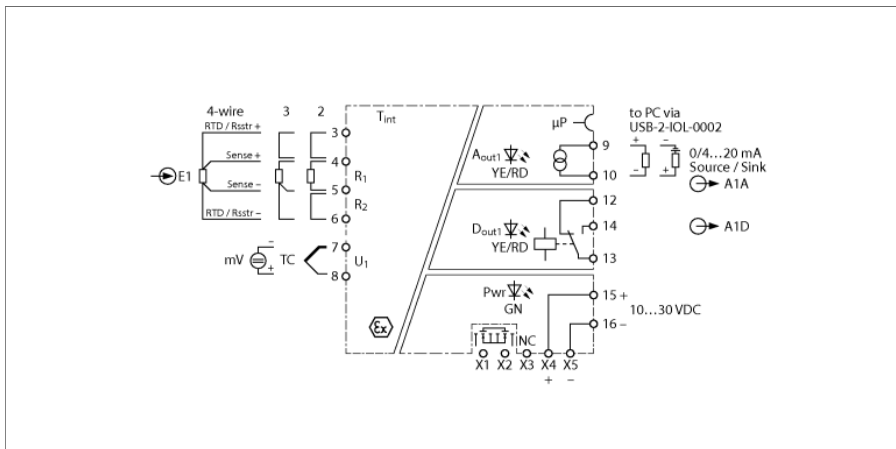 4-wire 3 2
RTD / Rsstr +
Sense +
E1
Sense –
RTD / Rsstr –
mV
–
+
TC
3
4
5
6
7
8
Tint
R1
R2
U1
Ex
µP
Aout1
YE/RD
Dout1
YE/RD
Pwr
GN
NC
X1 X2 X3 X4 X5
+ –
9
10
12
14
13
15 +
16 –
to PC via
USB-2-IOL-0002
+ –
– +
0/4...20 mA
Source / Sink
A1A
A1D
10...30 VDC